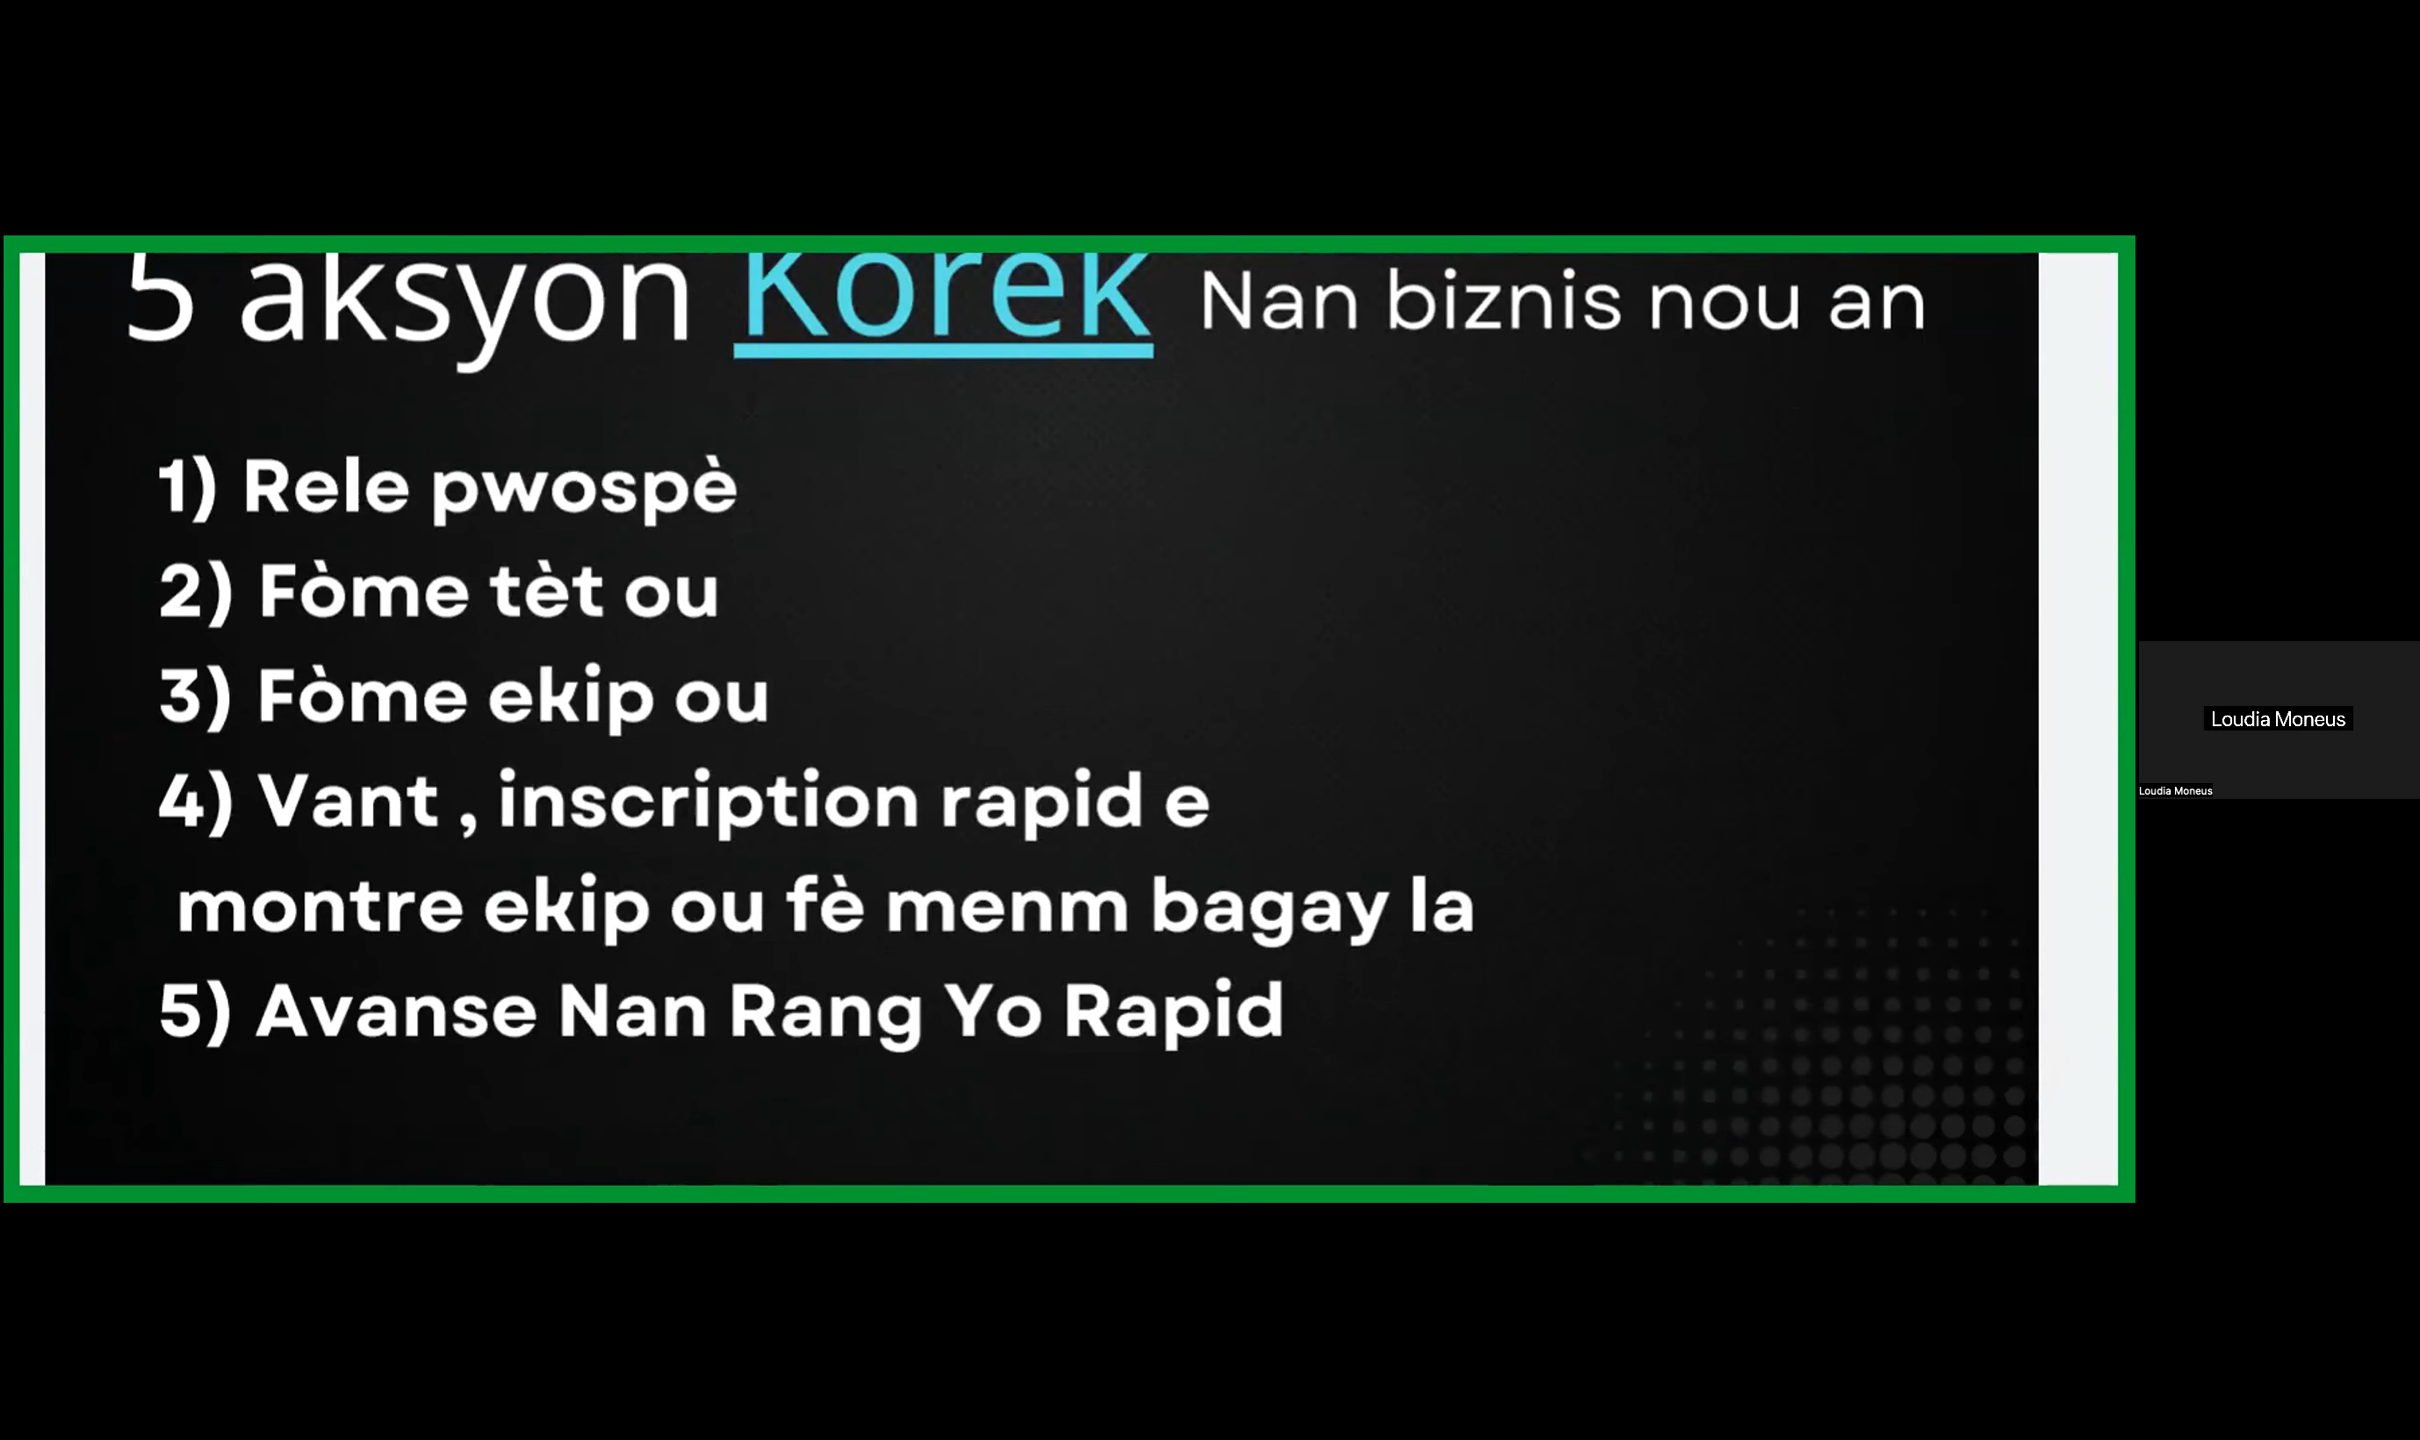 5 aksyon Korek Nan biznis nou an
1) Rele pwospè
2) Fòme tèt ou
3) Fòme ekip ou
4) Vant , inscription rapid e
montre ekip ou fè menm bagay la
5) Avanse Nan Rang Yo Rapid
Loudia Moneus
Loudia Moneus